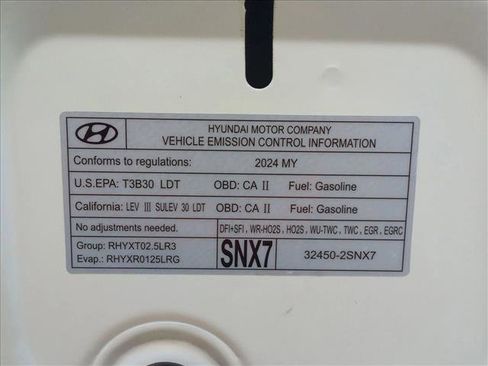 HYUNDAI MOTOR COMPANY
VEHICLE EMISSION CONTROL INFORMATION
Conforms to regulations: 2024 MY
U.S.EPA: T3B30 LDT OBD: CA II Fuel: Gasoline
California: LEV III SULEV 30 LDT OBD: CA II Fuel: Gasoline
No adjustments needed. DFI+SFI , WR-HO2S , HO2S , WU-TWC , TWC , EGR , EGRC
Group: RHYXT02.5LR3
Evap.: RHYXR0125LRG
SNX7 32450-2SNX7